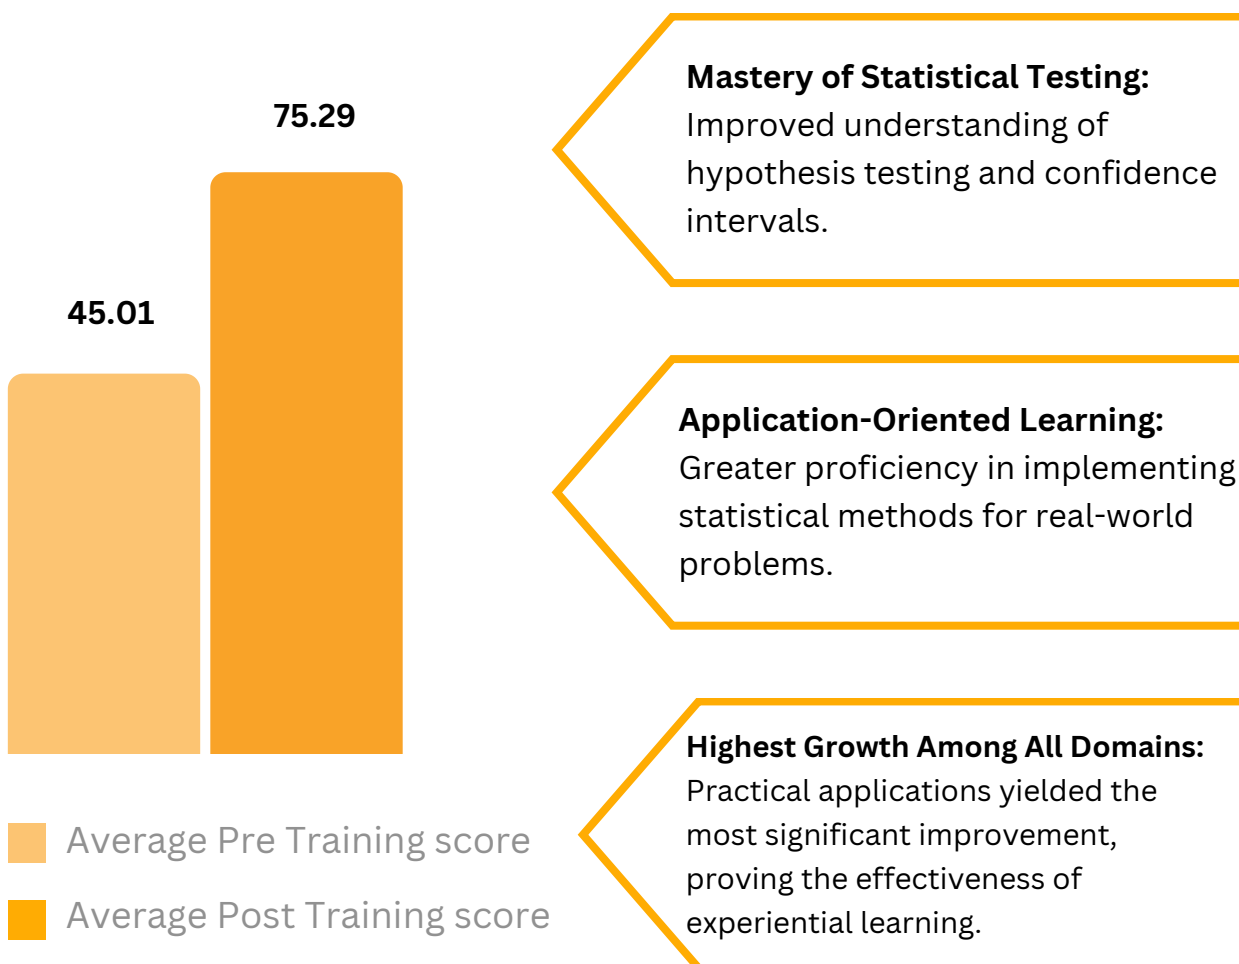 75.29
45.01
Average Pre Training score
Average Post Training score
Mastery of Statistical Testing:
Improved understanding of
hypothesis testing and confidence
intervals.
Application-Oriented Learning:
Greater proficiency in implementing
statistical methods for real-world
problems.
Highest Growth Among All Domains:
Practical applications yielded the
most significant improvement,
proving the effectiveness of
experiential learning.